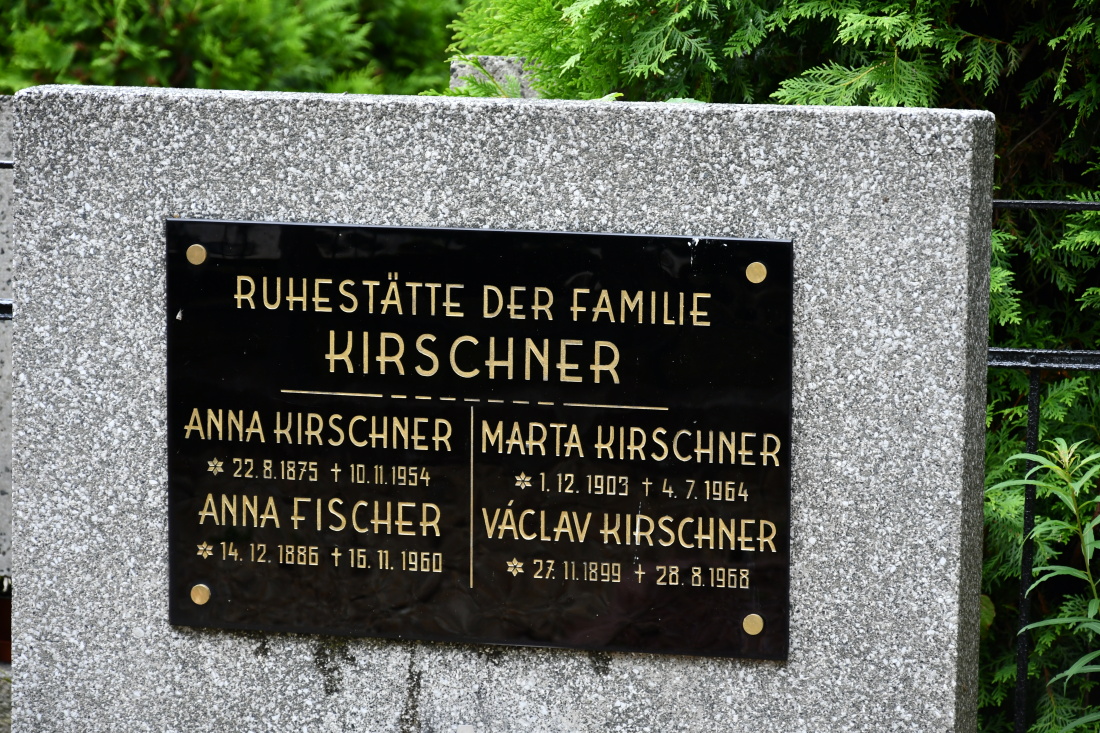 RUHESTÄTTE DER FAMILIE
KIRSCHNER
ANNA KIRSCHNER
* 22.8.1875 † 10.11.1954
ANNA FISCHER
* 14.12.1886 † 16.11.1960
MARTA KIRSCHNER
* 1.12.1903 † 4.7.1964
VÁCLAV KIRSCHNER
* 27.11.1899 † 28.8.1968